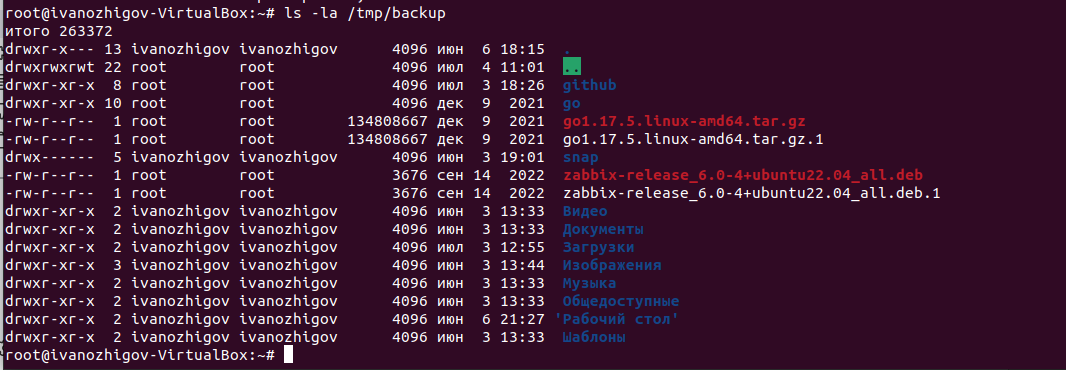 root@ivanozhigov-VirtualBox:~# ls -la /tmp/backup
итого 263372
drwxr-x--- 13 ivanozhigov ivanozhigov      4096 июн  6 18:15 .
drwxrwxrwt 22 root        root             4096 июл  4 11:01 ..
drwxr-xr-x  8 root        root             4096 июл  3 18:26 github
drwxr-xr-x 10 root        root             4096 дек  9  2021 go
-rw-r--r--  1 root        root        134808667 дек  9  2021 go1.17.5.linux-amd64.tar.gz
-rw-r--r--  1 root        root        134808667 дек  9  2021 go1.17.5.linux-amd64.tar.gz.1
drwx------  5 ivanozhigov ivanozhigov      4096 июн  3 19:01 snap
-rw-r--r--  1 root        root             3676 сен 14  2022 zabbix-release_6.0-4+ubuntu22.04_all.deb
-rw-r--r--  1 root        root             3676 сен 14  2022 zabbix-release_6.0-4+ubuntu22.04_all.deb.1
drwxr-xr-x  2 ivanozhigov ivanozhigov      4096 июн  3 13:33 Видео
drwxr-xr-x  2 ivanozhigov ivanozhigov      4096 июн  3 13:33 Документы
drwxr-xr-x  2 ivanozhigov ivanozhigov      4096 июл  3 12:55 Загрузки
drwxr-xr-x  3 ivanozhigov ivanozhigov      4096 июн  3 13:44 Изображения
drwxr-xr-x  2 ivanozhigov ivanozhigov      4096 июн  3 13:33 Музыка
drwxr-xr-x  2 ivanozhigov ivanozhigov      4096 июн  3 13:33 Общедоступные
drwxr-xr-x  2 ivanozhigov ivanozhigov      4096 июн  6 21:27 'Рабочий стол'
drwxr-xr-x  2 ivanozhigov ivanozhigov      4096 июн  3 13:33 Шаблоны
root@ivanozhigov-VirtualBox:~#